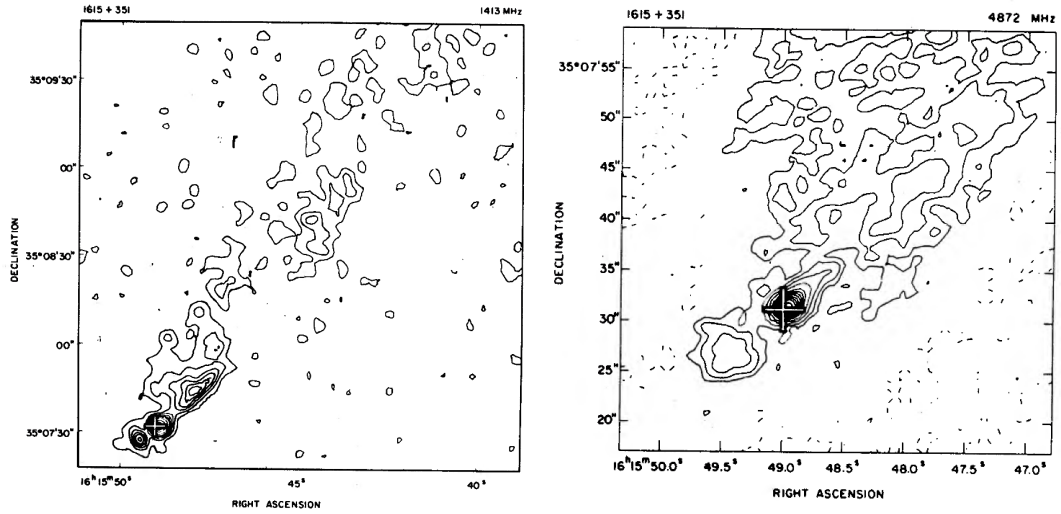 1615 + 351
1413 MHz
35°09'30"
00"
35°08'30"
00"
35°07'30"
DECLINATION
16ʰ15ᵐ50ˢ
45ˢ
40ˢ
RIGHT ASCENSION
1615 + 351
4872 MHz
35°07'55"
50"
45"
40"
35"
30"
25"
20"
DECLINATION
16ʰ15ᵐ50.0ˢ
49.5ˢ
49.0ˢ
48.5ˢ
48.0ˢ
47.5ˢ
47.0ˢ
RIGHT ASCENSION